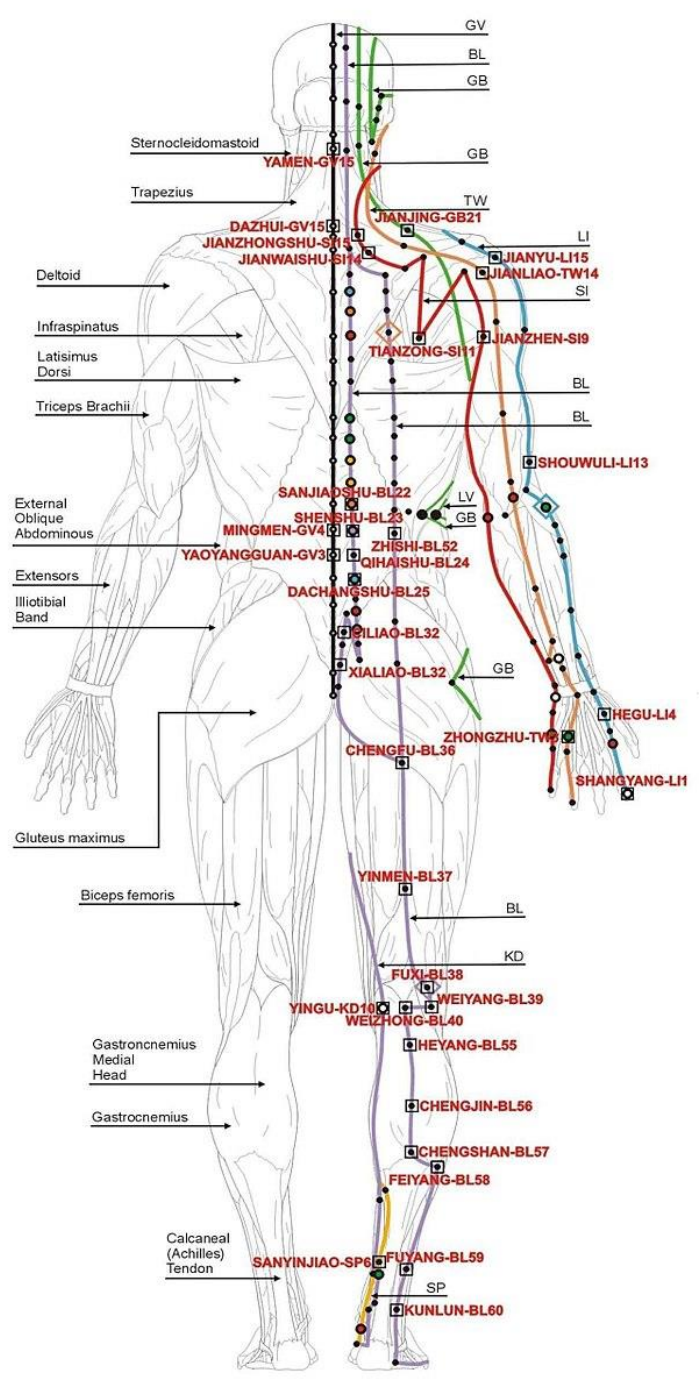 GV
BL
GB
Sternocleidomastoid
YAMEN-GV15
GB
Trapezius
TW
JIANJING-GB21
DAZHUI-GV15
LI
JIANZHONGSHU-SI15
JIANWAISHU-SI14
JIANYU-LI15
JIANLIAO-TW14
Deltoid
SI
Infraspinatus
TIANZONG-SI11
JIANZHEN-SI9
Latisimus
Dorsi
BL
Triceps Brachii
BL
SHOUWULI-LI13
SANJIAOSHU-BL22
LV
External
Oblique
Abdominous
SHENSHU-BL23
GB
MINGMEN-GV4
ZHISHI-BL52
YAOYANGGUAN-GV3
QIHAISHU-BL24
Extensors
DACHANGSHU-BL25
Illiotibial
Band
CILIAO-BL32
XIALIAO-BL32
GB
HEGU-LI4
ZHONGZHU-TW3
CHENGFU-BL36
SHANGYANG-LI1
Gluteus maximus
YINMEN-BL37
Biceps femoris
BL
KD
FUXI-BL38
WEIYANG-BL39
YINGU-KD10
WEIZHONG-BL40
Gastroncnemius
Medial
Head
HEYANG-BL55
CHENGJIN-BL56
Gastrocnemius
CHENGSHAN-BL57
FEIYANG-BL58
Calcaneal
(Achilles)
Tendon
SANYINJIAO-SP6
FUYANG-BL59
SP
KUNLUN-BL60